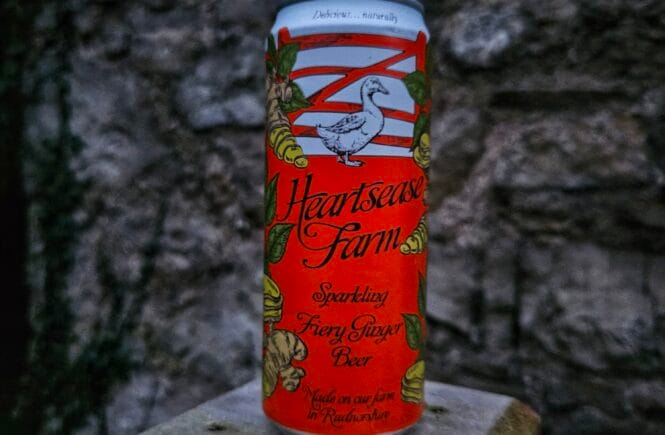 Delicious... naturally
Heartsease
Farm
Sparkling
Fiery Ginger
Beer
Made on our farm
in Radnorshire